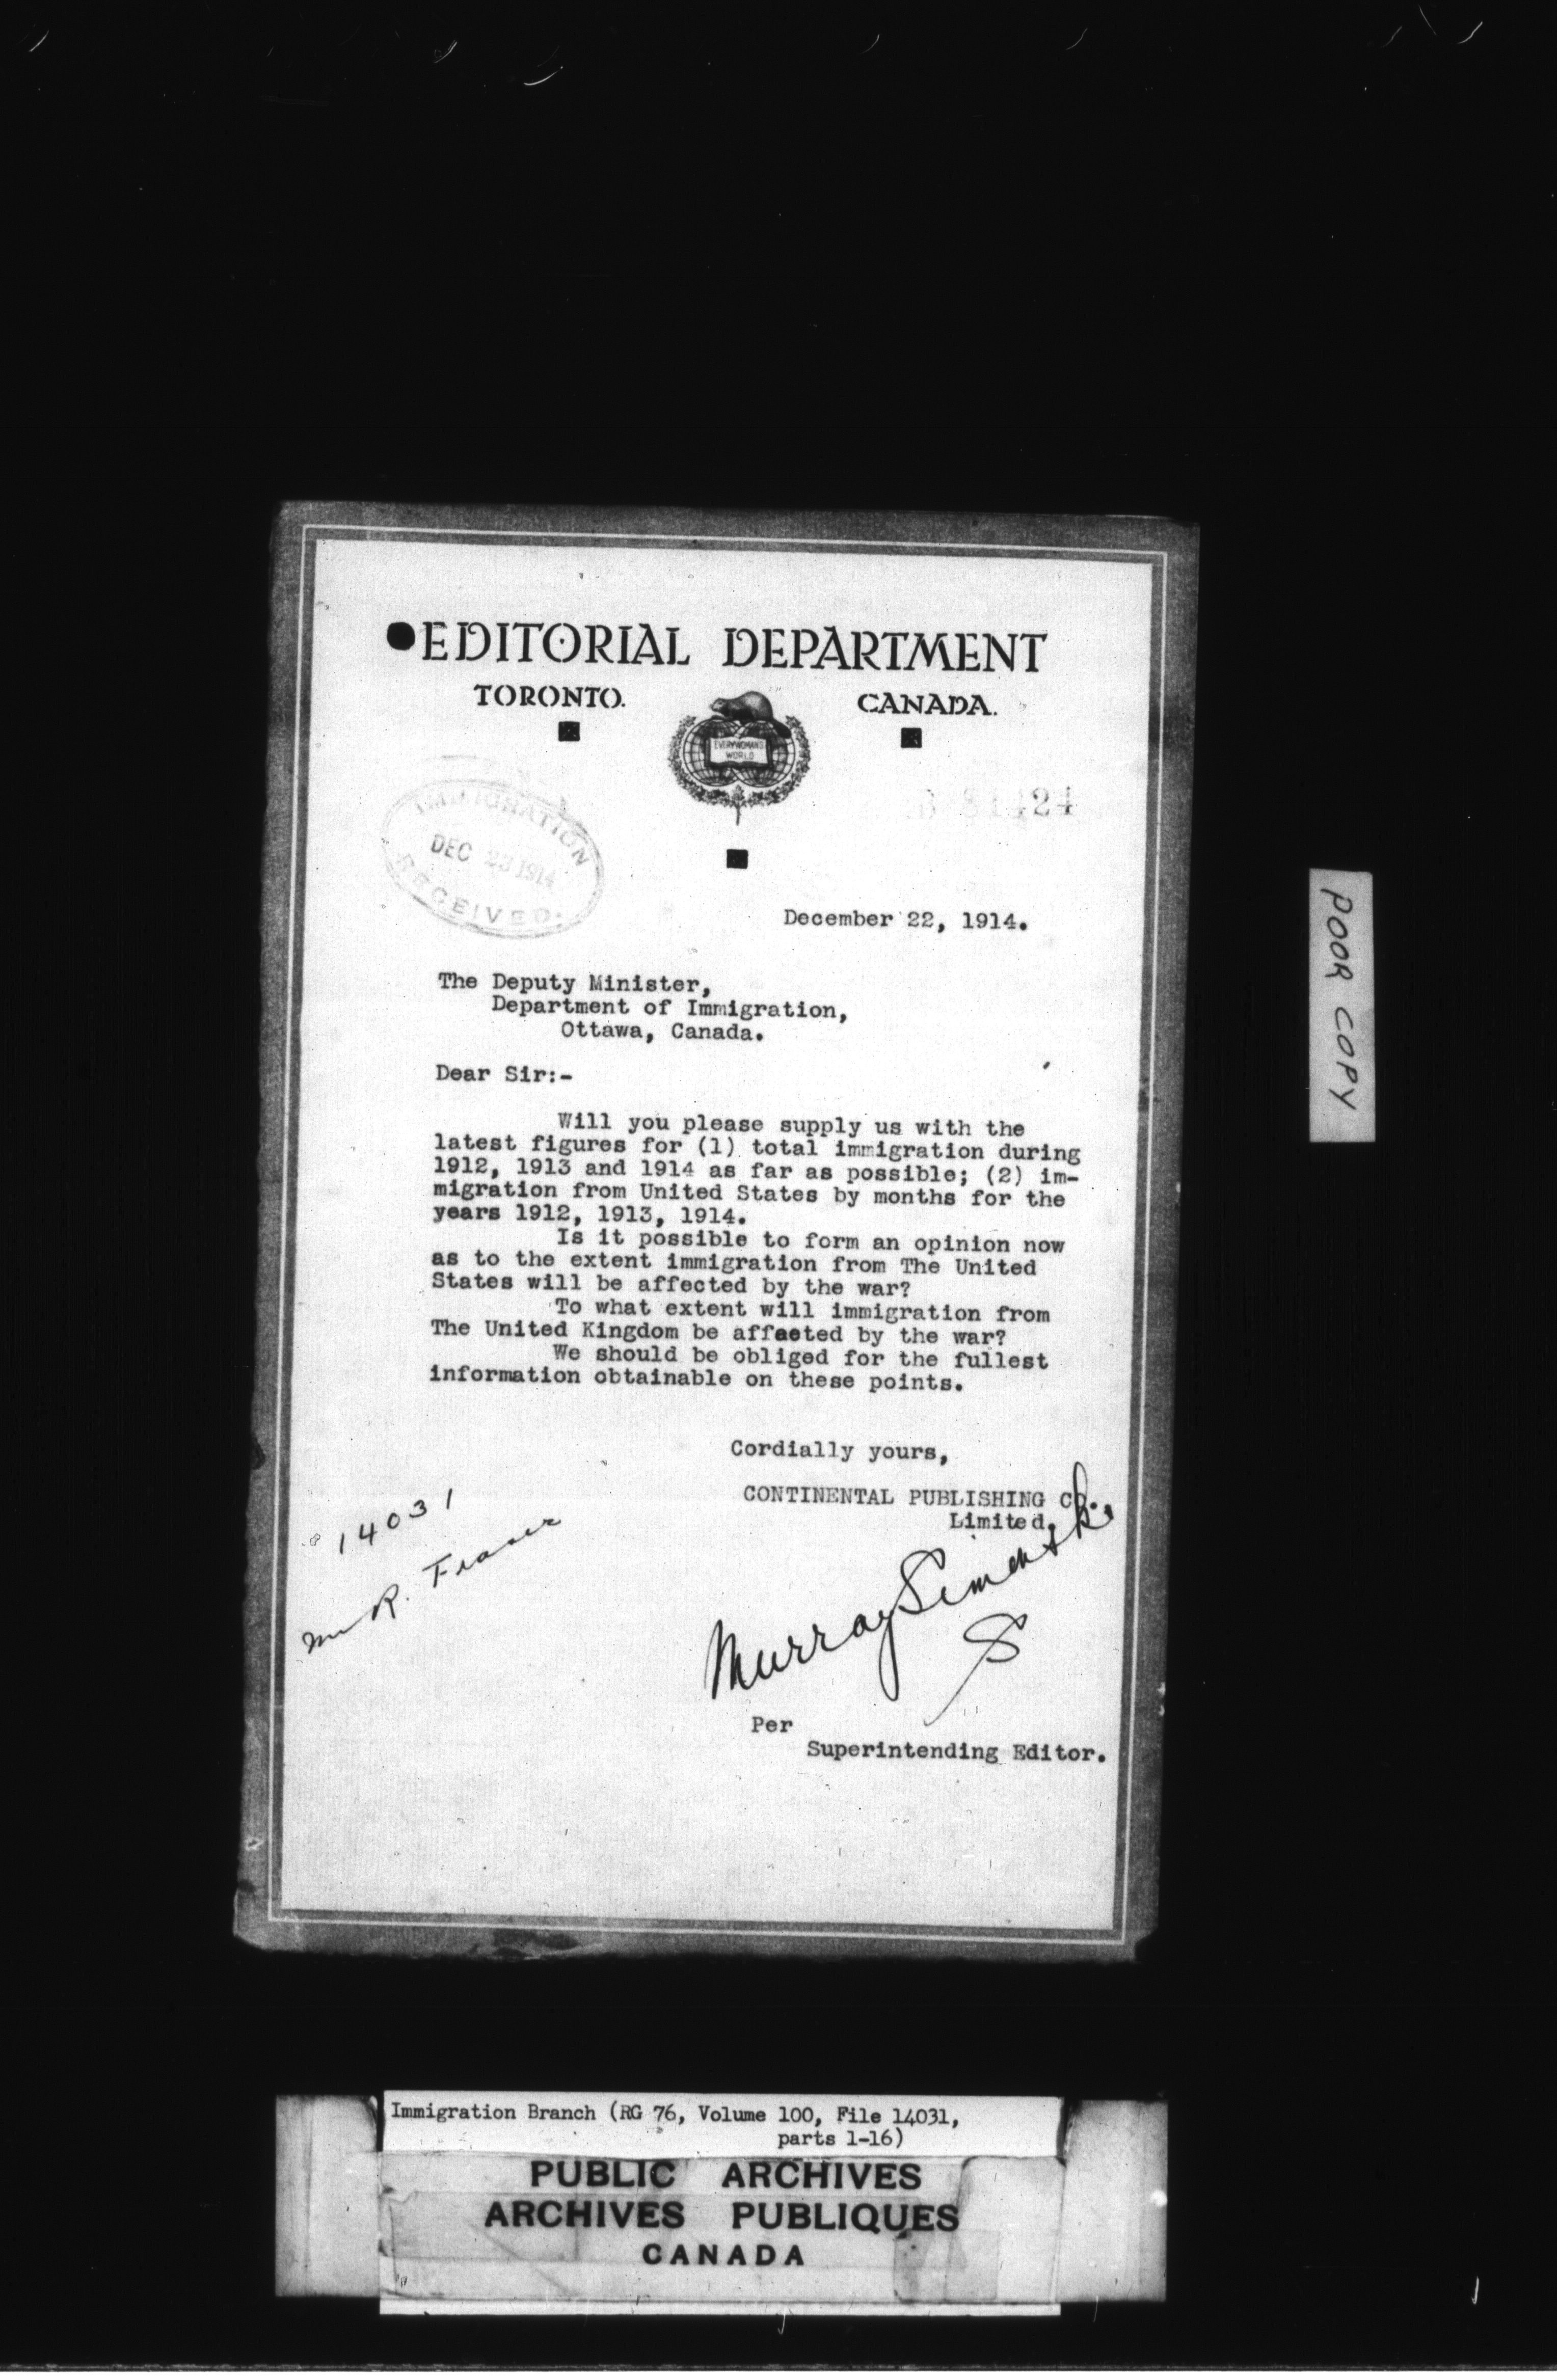 EDITORIAL DEPARTMENT
TORONTO. CANADA.
EVERYWOMANS
WORLD
IMMIGRATION
DEC 23 1914
RECEIVED.
December 22, 1914.
The Deputy Minister,
Department of Immigration,
Ottawa, Canada.
Dear Sir:-
Will you please supply us with the
latest figures for (1) total immigration during
1912, 1913 and 1914 as far as possible; (2) im-
migration from United States by months for the
years 1912, 1913, 1914.
Is it possible to form an opinion now
as to the extent immigration from The United
States will be affected by the war?
To what extent will immigration from
The United Kingdom be affaeted by the war?
We should be obliged for the fullest
information obtainable on these points.
Cordially yours,
CONTINENTAL PUBLISHING CO.,
Limited.
14031
Mr R. Fraser
Murray Simonski
S
Per
Superintending Editor.
POOR COPY
Immigration Branch (RG 76, Volume 100, File 14031,
parts 1-16)
PUBLIC ARCHIVES
ARCHIVES PUBLIQUES
CANADA